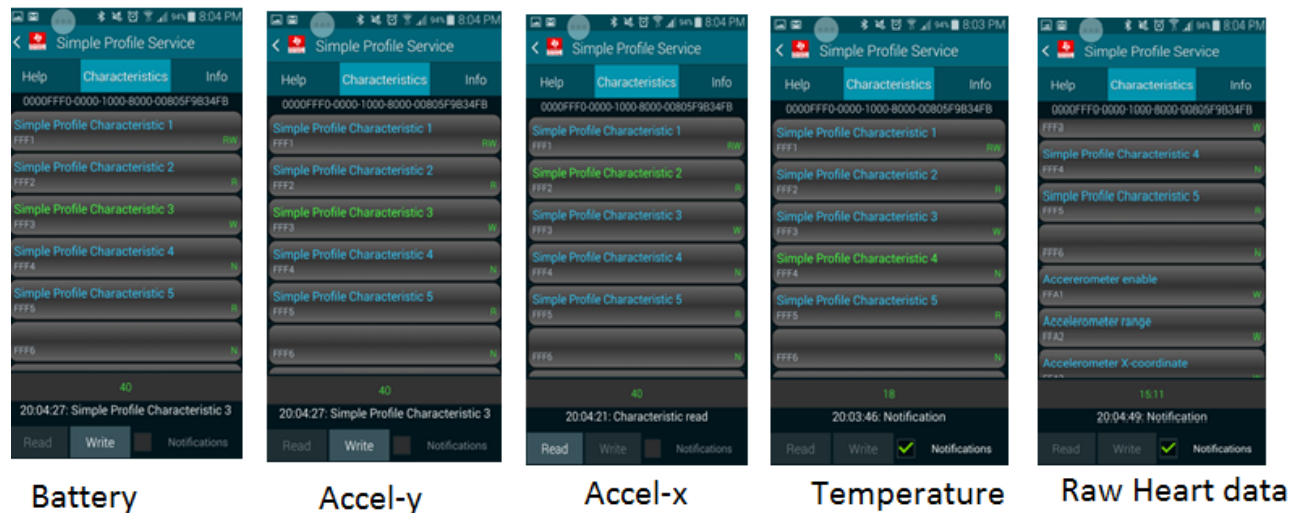 94% 8:04 PM
Simple Profile Service
Help Characteristics Info
0000FFF0-0000-1000-8000-00805F9B34FB
Simple Profile Characteristic 1
FFF1 RW
Simple Profile Characteristic 2
FFF2 R
Simple Profile Characteristic 3
FFF3 W
Simple Profile Characteristic 4
FFF4 N
Simple Profile Characteristic 5
FFF5 R
FFF6 N
40
20:04:27: Simple Profile Characteristic 3
Read Write Notifications
Battery
94% 8:04 PM
Simple Profile Service
Help Characteristics Info
0000FFF0-0000-1000-8000-00805F9B34FB
Simple Profile Characteristic 1
FFF1 RW
Simple Profile Characteristic 2
FFF2 R
Simple Profile Characteristic 3
FFF3 W
Simple Profile Characteristic 4
FFF4 N
Simple Profile Characteristic 5
FFF5 R
FFF6 N
40
20:04:27: Simple Profile Characteristic 3
Read Write Notifications
Accel-y
94% 8:04 PM
Simple Profile Service
Help Characteristics Info
0000FFF0-0000-1000-8000-00805F9B34FB
Simple Profile Characteristic 1
FFF1 RW
Simple Profile Characteristic 2
FFF2 R
Simple Profile Characteristic 3
FFF3 W
Simple Profile Characteristic 4
FFF4 N
Simple Profile Characteristic 5
FFF5 R
FFF6 N
40
20:04:21: Characteristic read
Read Write Notifications
Accel-x
94% 8:03 PM
Simple Profile Service
Help Characteristics Info
0000FFF0-0000-1000-8000-00805F9B34FB
Simple Profile Characteristic 1
FFF1 RW
Simple Profile Characteristic 2
FFF2 R
Simple Profile Characteristic 3
FFF3 W
Simple Profile Characteristic 4
FFF4 N
Simple Profile Characteristic 5
FFF5 R
FFF6 N
18
20:03:46: Notification
Read Write Notifications
Temperature
94% 8:04 PM
Simple Profile Service
Help Characteristics Info
0000FFF0-0000-1000-8000-00805F9B34FB
FFF3 W
Simple Profile Characteristic 4
FFF4 N
Simple Profile Characteristic 5
FFF5 R
FFF6 N
Accererometer enable
FFA1 W
Accelerometer range
FFA2 W
Accelerometer X-coordinate
15:11
20:04:49: Notification
Read Write Notifications
Raw Heart data